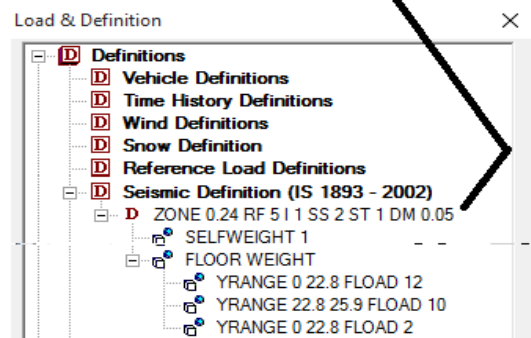 Load & Definition
Definitions
Vehicle Definitions
Time History Definitions
Wind Definitions
Snow Definition
Reference Load Definitions
Seismic Definition (IS 1893 - 2002)
ZONE 0.24 RF 5 I 1 SS 2 ST 1 DM 0.05
SELFWEIGHT 1
FLOOR WEIGHT
YRANGE 0 22.8 FLOAD 12
YRANGE 22.8 25.9 FLOAD 10
YRANGE 0 22.8 FLOAD 2